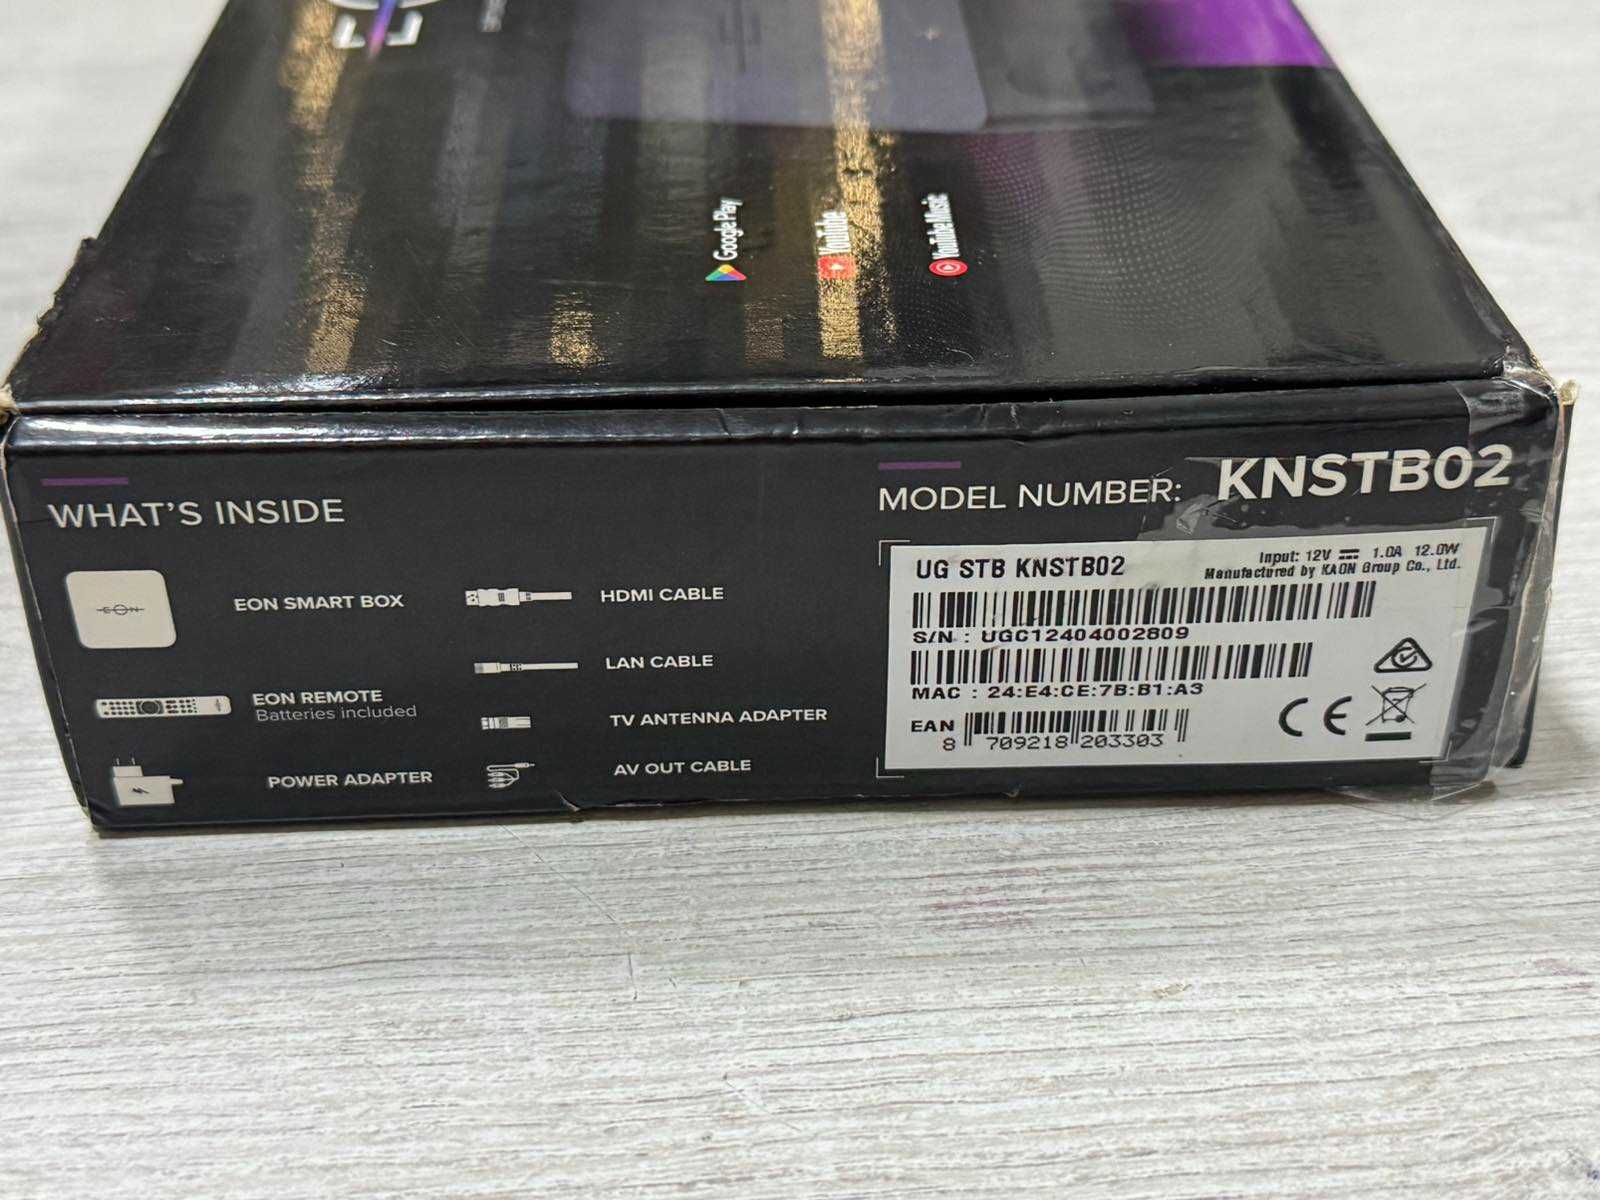 Google Play
YouTube
YouTube Music
WHAT'S INSIDE
EON
EON SMART BOX
EON REMOTE
Batteries included
POWER ADAPTER
HDMI CABLE
LAN CABLE
TV ANTENNA ADAPTER
AV OUT CABLE
MODEL NUMBER: KNSTB02
UG STB KNSTB02
Input: 12V ⎓ 1.0A 12.0W
Manufactured by KAON Group Co., Ltd.
S/N : UGC12404002809
MAC : 24:E4:CE:7B:B1:A3
EAN
8 709218 203303
CE